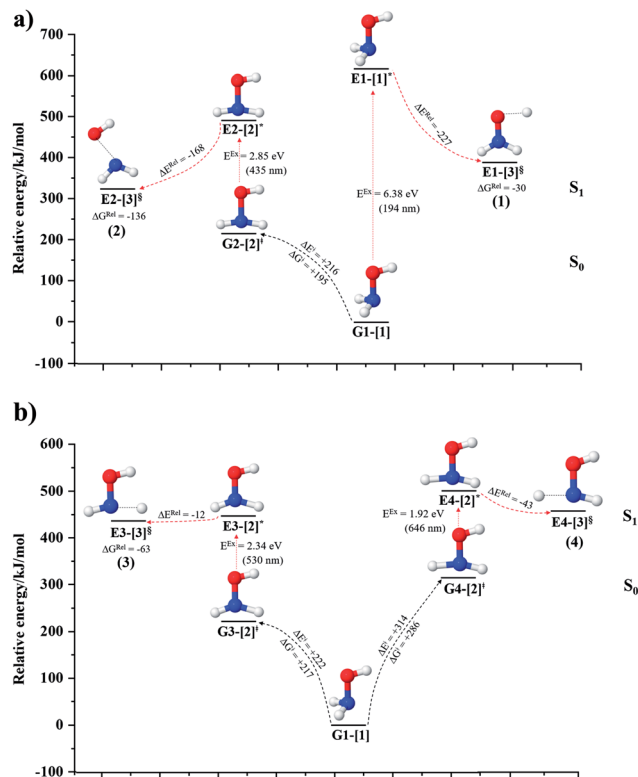 a)
Relative energy/kJ/mol
700
600
500
400
300
200
100
0
-100
E1-[1]*
E2-[2]*
ΔE^Rel = -168
ΔE^Rel = -227
E^Ex = 2.85 eV
(435 nm)
E^Ex = 6.38 eV
(194 nm)
E2-[3]§
ΔG^Rel = -136
(2)
E1-[3]§
ΔG^Rel = -30
(1)
S₁
G2-[2]‡
ΔE‡ = +216
ΔG‡ = +195
S₀
G1-[1]
b)
Relative energy/kJ/mol
600
500
400
300
200
100
0
-100
E4-[2]*
ΔE^Rel = -43
E3-[2]*
ΔE^Rel = -12
E3-[3]§
ΔG^Rel = -63
(3)
E^Ex = 2.34 eV
(530 nm)
E^Ex = 1.92 eV
(646 nm)
E4-[3]§
(4)
S₁
G4-[2]‡
G3-[2]‡
S₀
ΔE‡ = +222
ΔG‡ = +217
ΔE‡ = +314
ΔG‡ = +286
G1-[1]